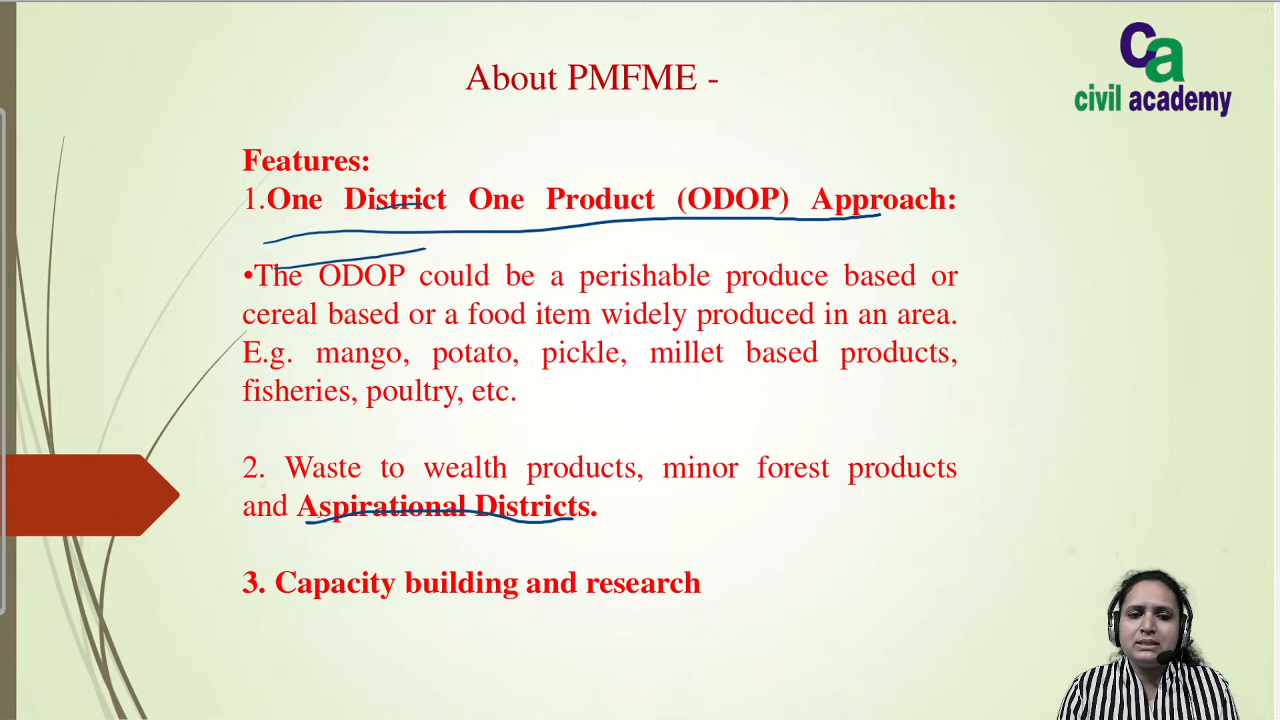 ca
civil academy
About PMFME -
Features:
1.One District One Product (ODOP) Approach:
•The ODOP could be a perishable produce based or
cereal based or a food item widely produced in an area.
E.g. mango, potato, pickle, millet based products,
fisheries, poultry, etc.
2. Waste to wealth products, minor forest products
and Aspirational Districts.
3. Capacity building and research